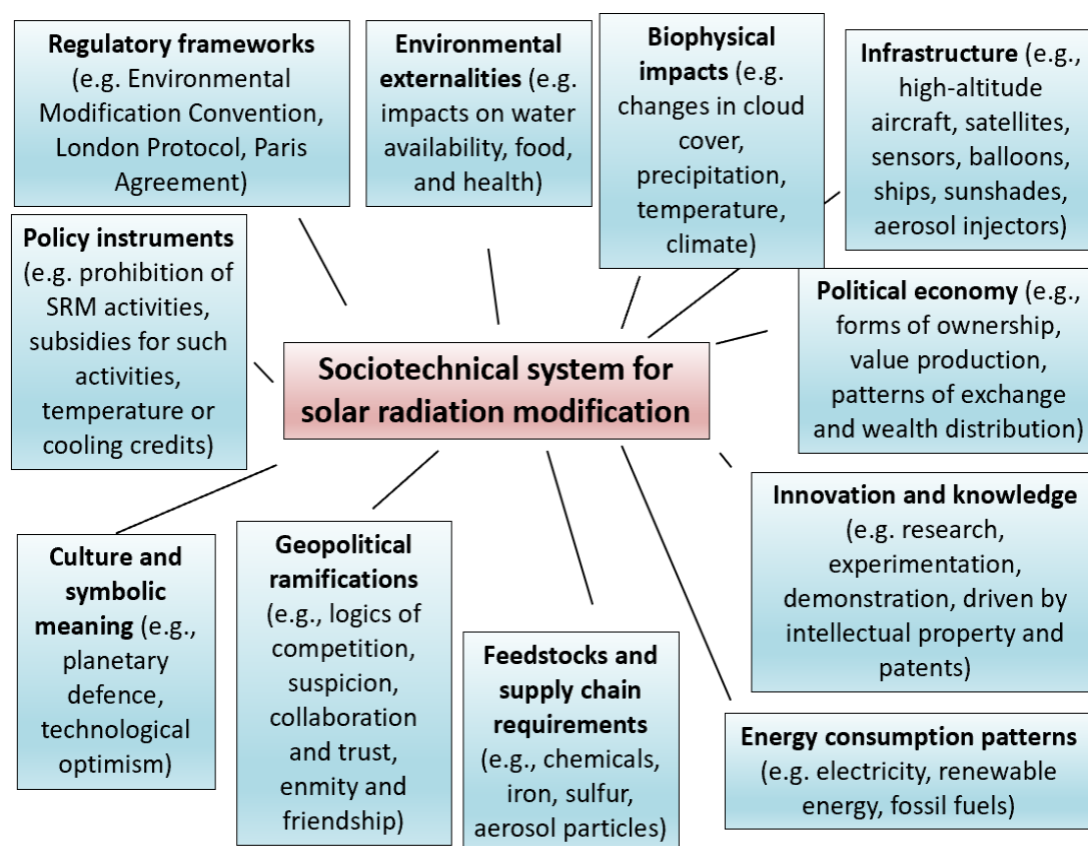 Regulatory frameworks
(e.g. Environmental
Modification Convention,
London Protocol, Paris
Agreement)
Environmental
externalities (e.g.
impacts on water
availability, food,
and health)
Biophysical
impacts (e.g.
changes in cloud
cover,
precipitation,
temperature,
climate)
Infrastructure (e.g.,
high-altitude
aircraft, satellites,
sensors, balloons,
ships, sunshades,
aerosol injectors)
Policy instruments
(e.g. prohibition of
SRM activities,
subsidies for such
activities,
temperature or
cooling credits)
Sociotechnical system for
solar radiation modification
Political economy (e.g.,
forms of ownership,
value production,
patterns of exchange
and wealth distribution)
Innovation and knowledge
(e.g. research,
experimentation,
demonstration, driven by
intellectual property and
patents)
Culture and
symbolic
meaning (e.g.,
planetary
defence,
technological
optimism)
Geopolitical
ramifications
(e.g., logics of
competition,
suspicion,
collaboration
and trust,
enmity and
friendship)
Feedstocks and
supply chain
requirements
(e.g., chemicals,
iron, sulfur,
aerosol particles)
Energy consumption patterns
(e.g. electricity, renewable
energy, fossil fuels)